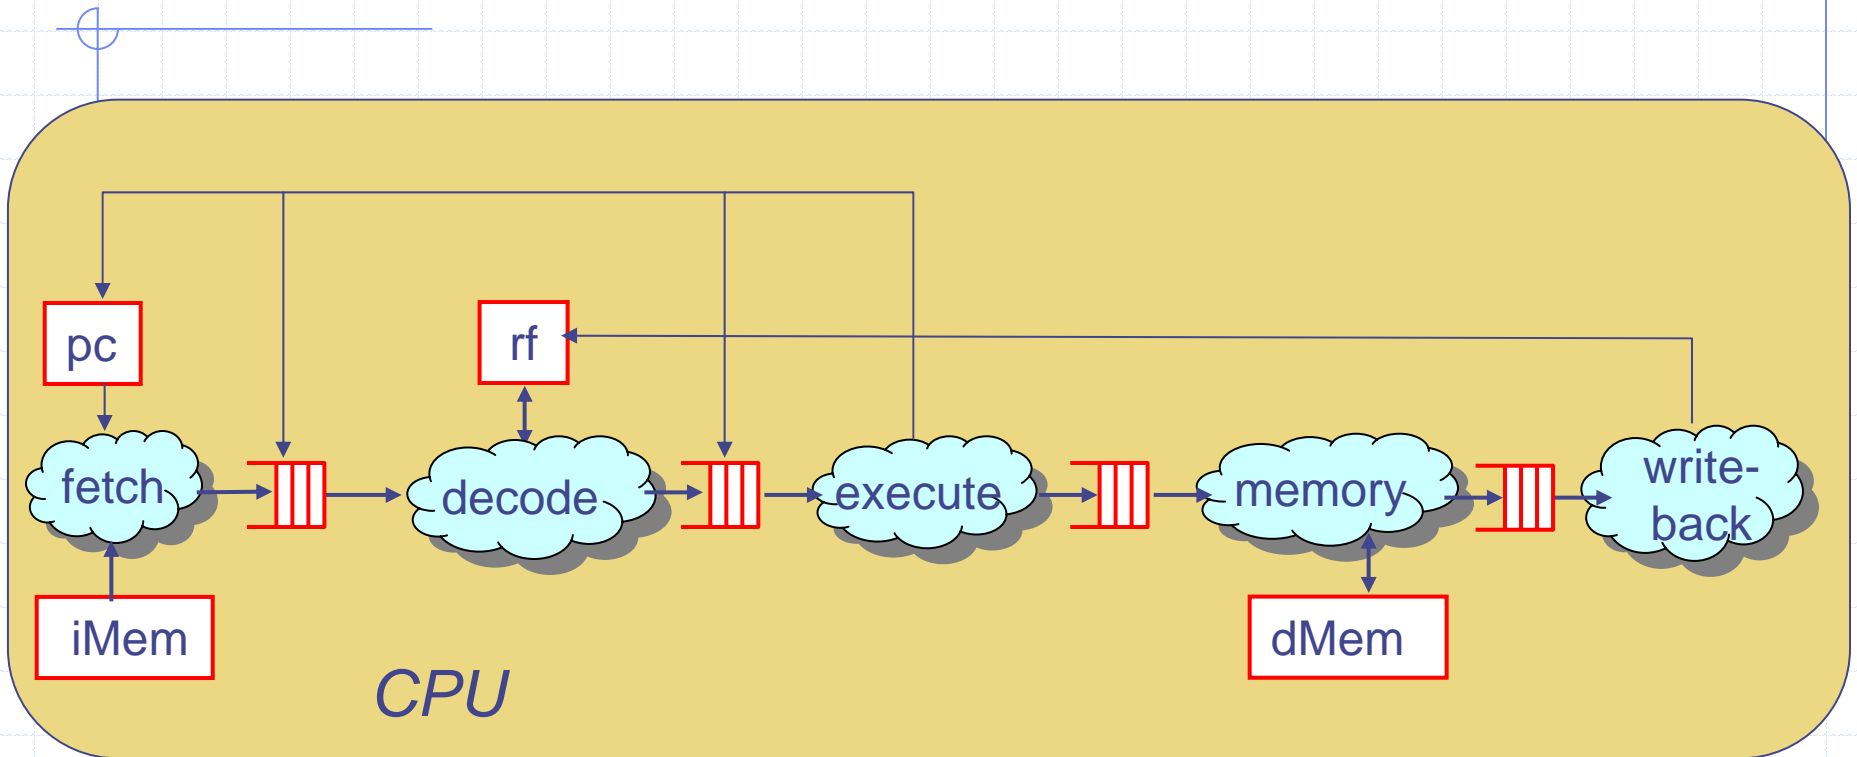 pc
rf
fetch
decode
execute
memory
write-
back
iMem
dMem
CPU